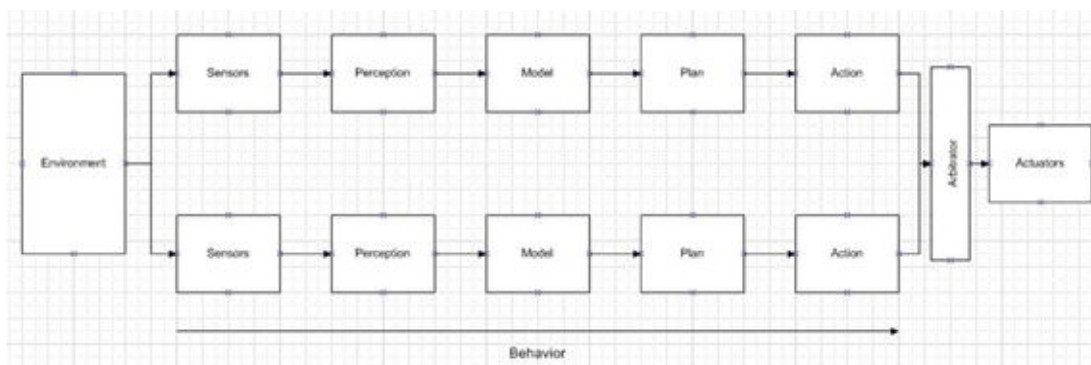 Sensors
Perception
Model
Plan
Action
Environment
Arbitrator
Actuators
Sensors
Perception
Model
Plan
Action
Behavior